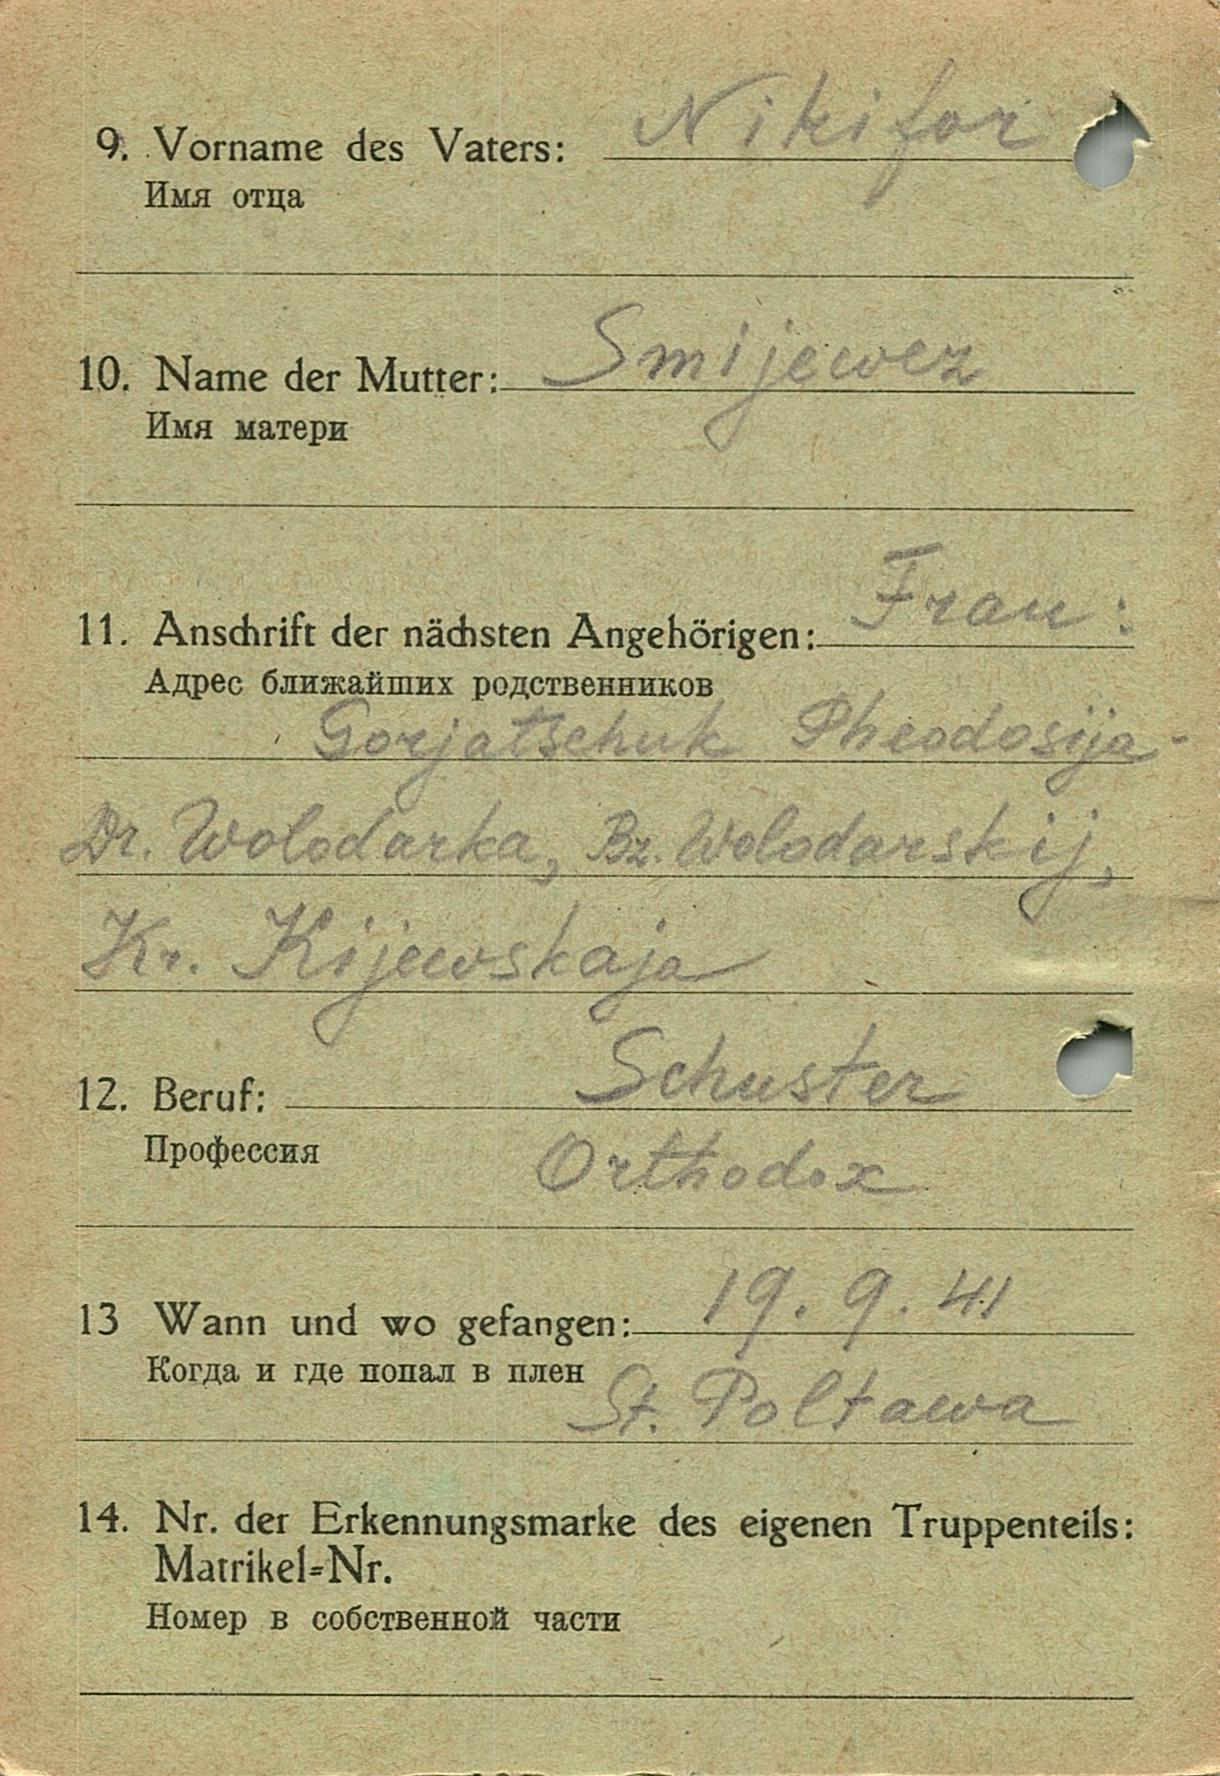 9. Vorname des Vaters: Nikifor
Имя отца
10. Name der Mutter: Smijewez
Имя матери
11. Anschrift der nächsten Angehörigen: Frau:
Адрес ближайших родственников
Gorjatschuk Pheodosija-
Dr. Wolodarka, Bz. Wolodarskij,
Kr. Kijewskaja
12. Beruf: Schuster
Профессия Orthodox
13 Wann und wo gefangen: 19. 9. 41
Когда и где попал в плен St. Poltawa
14. Nr. der Erkennungsmarke des eigenen Truppenteils:
Matrikel=Nr.
Номер в собственной части